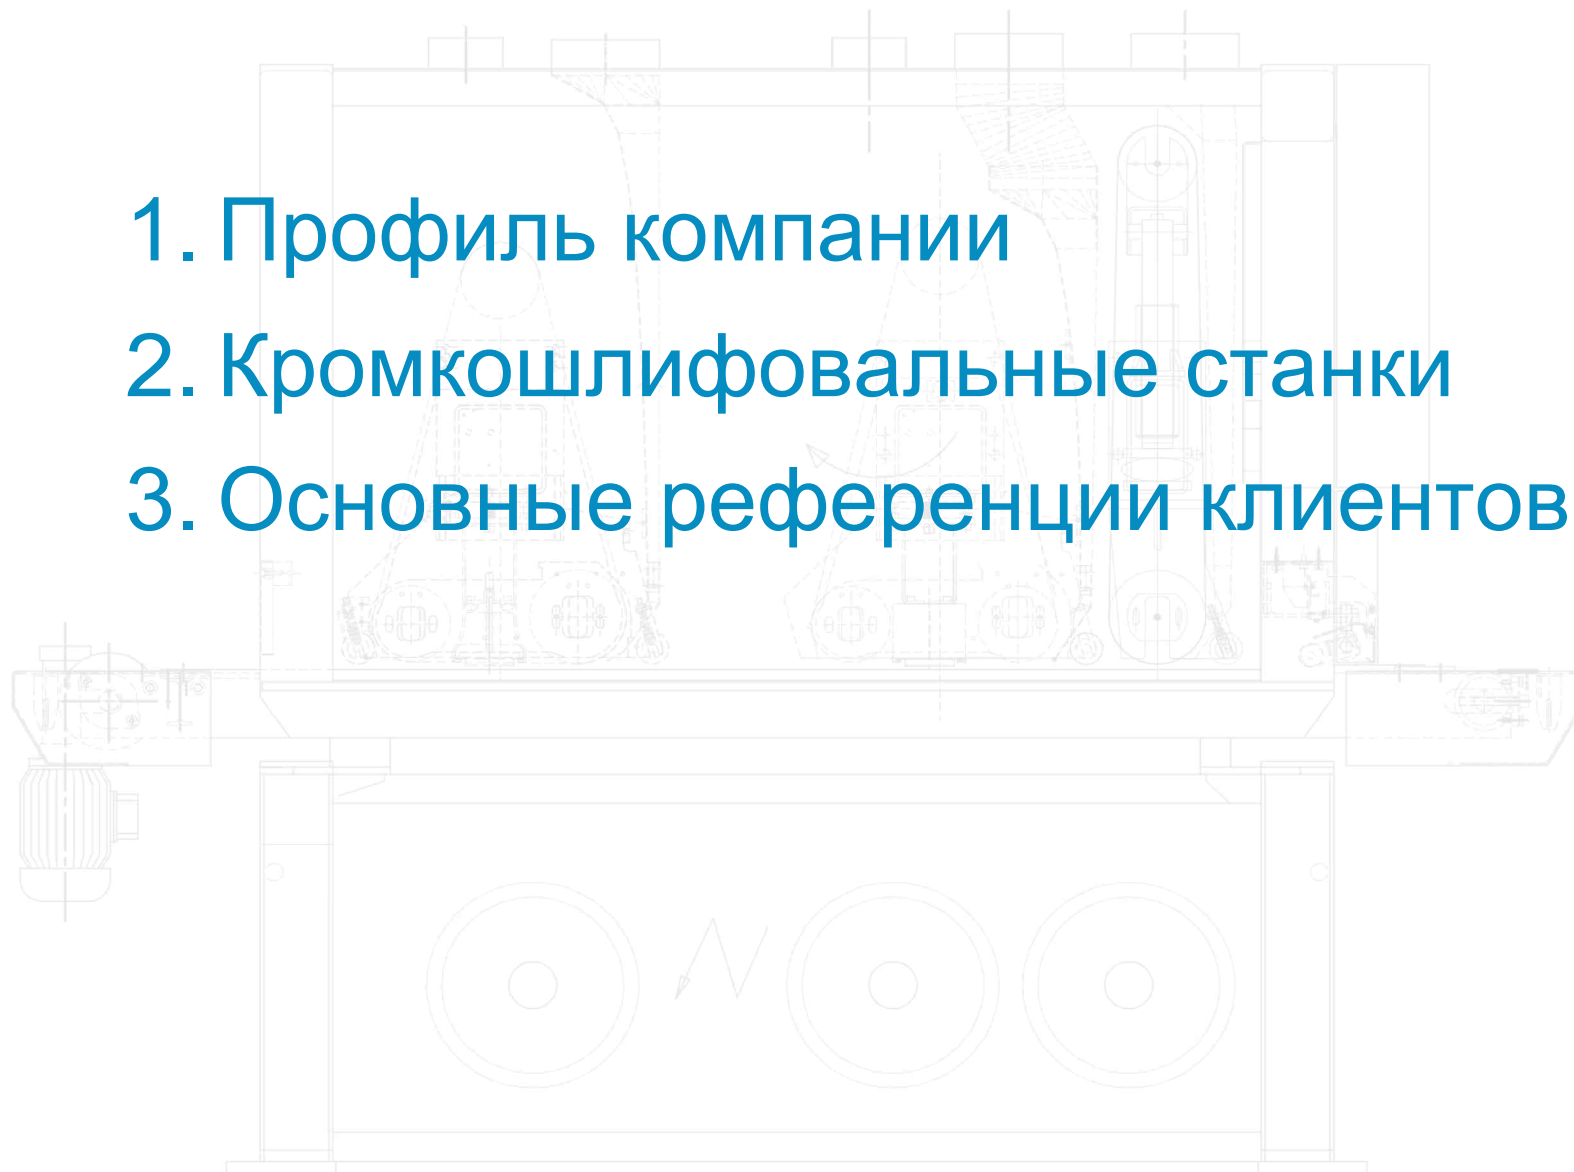 1. Профиль компании
2. Кромкошлифовальные станки
3. Основные референции клиентов